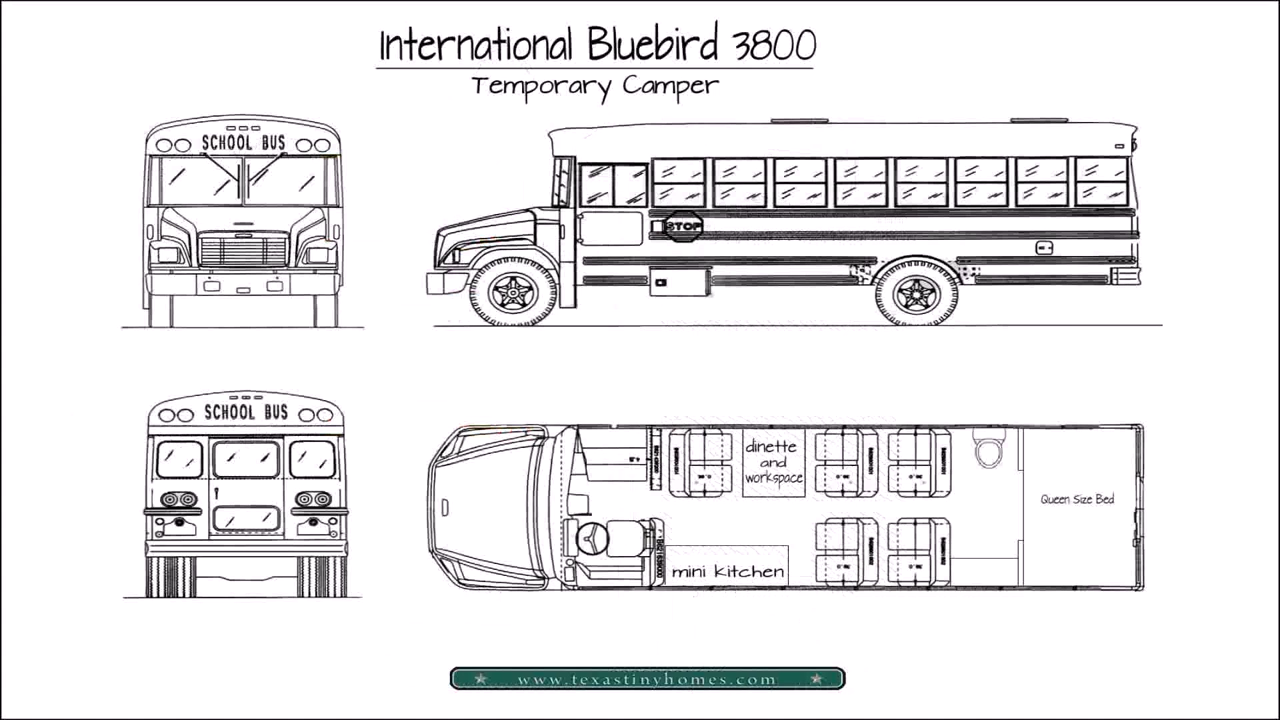 International Bluebird 3800
Temporary Camper
SCHOOL BUS
STOP
SCHOOL BUS
dinette
and
workspace
Queen Size Bed
mini kitchen
www.texastinyhomes.com